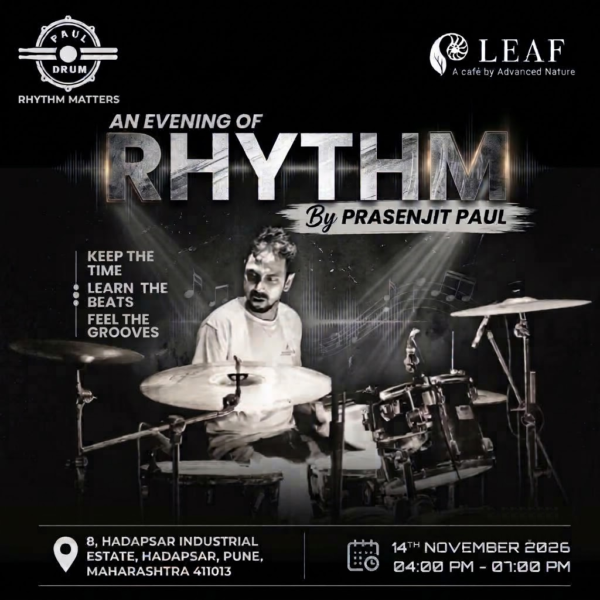 PAUL
DRUM
RHYTHM MATTERS
LEAF
A café by Advanced Nature
AN EVENING OF
RHYTHM
By PRASENJIT PAUL
KEEP THE
TIME
LEARN THE
BEATS
FEEL THE
GROOVES
8, HADAPSAR INDUSTRIAL
ESTATE, HADAPSAR, PUNE,
MAHARASHTRA 411013
14TH NOVEMBER 2026
04:00 PM - 07:00 PM